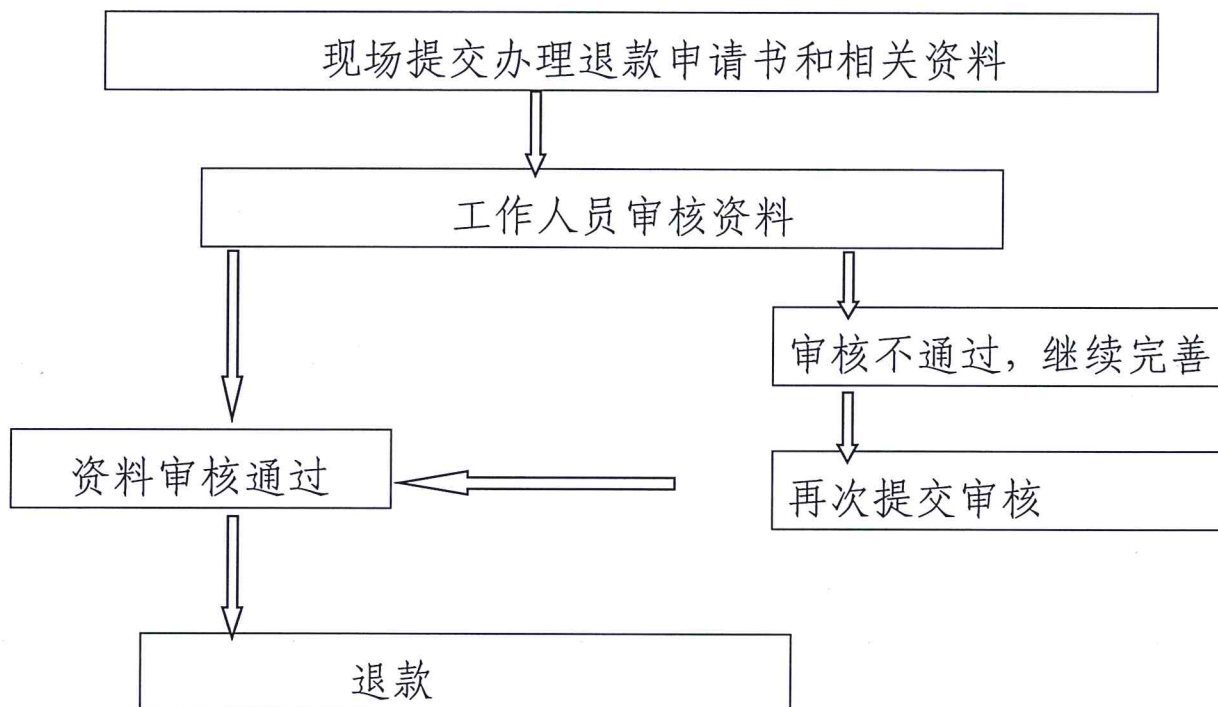 现场提交办理退款申请书和相关资料
工作人员审核资料
审核不通过，继续完善
资料审核通过
再次提交审核
退款